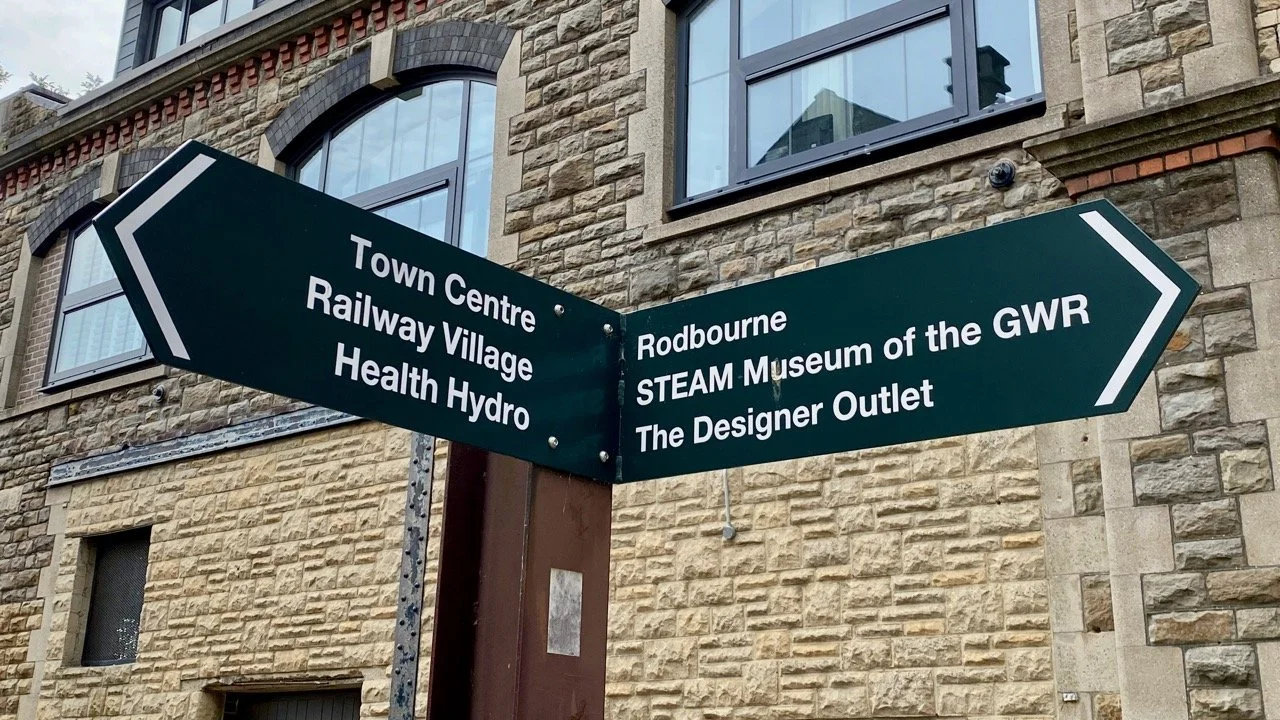 Town Centre
Railway Village
Health Hydro
Rodbourne
STEAM Museum of the GWR
The Designer Outlet